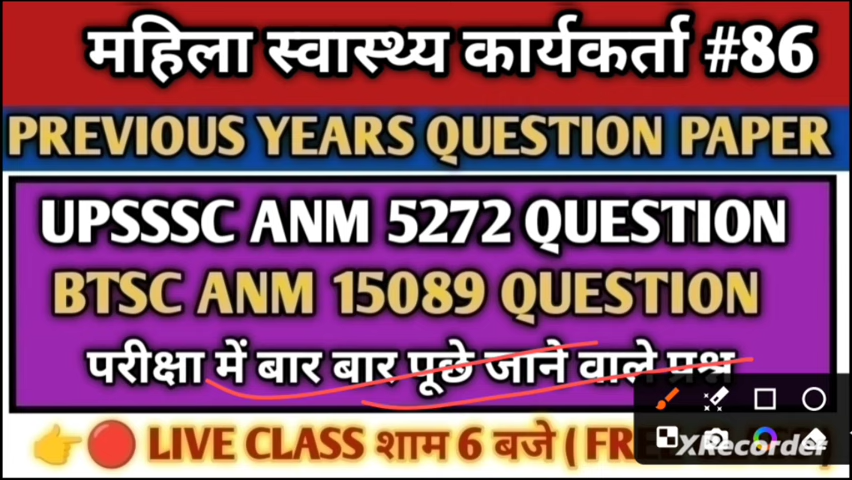 महिला स्वास्थ्य कार्यकर्ता #86
PREVIOUS YEARS QUESTION PAPER
UPSSSC ANM 5272 QUESTION
BTSC ANM 15089 QUESTION
परीक्षा में बार बार पूछे जाने वाले प्रश्न
LIVE CLASS शाम 6 बजे (
XRecorder